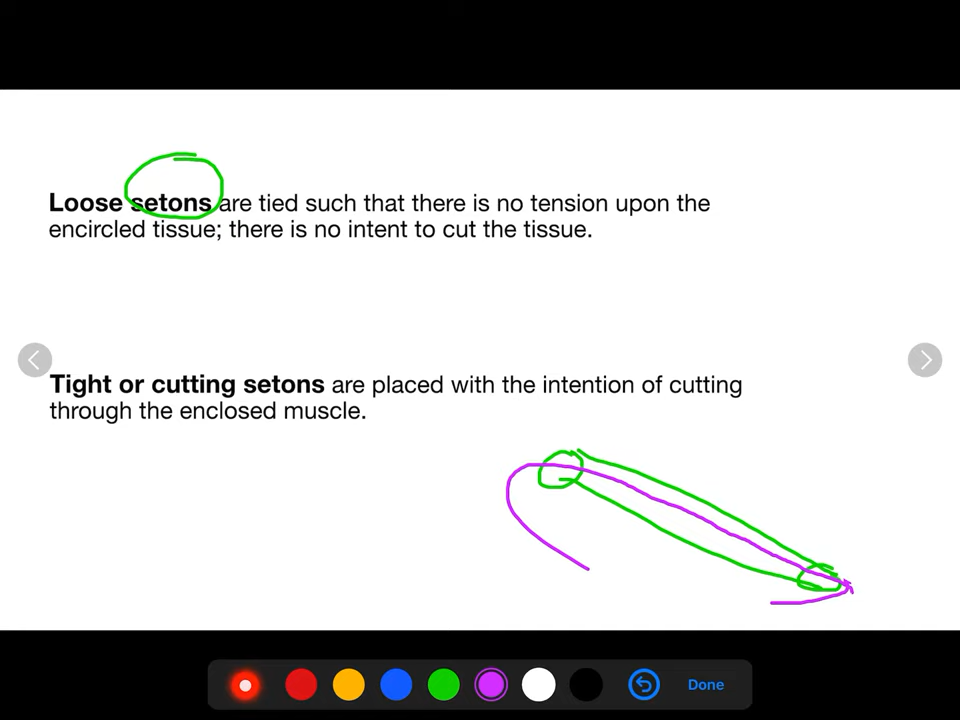 Loose setons are tied such that there is no tension upon the
encircled tissue; there is no intent to cut the tissue.
Tight or cutting setons are placed with the intention of cutting
through the enclosed muscle.
Done